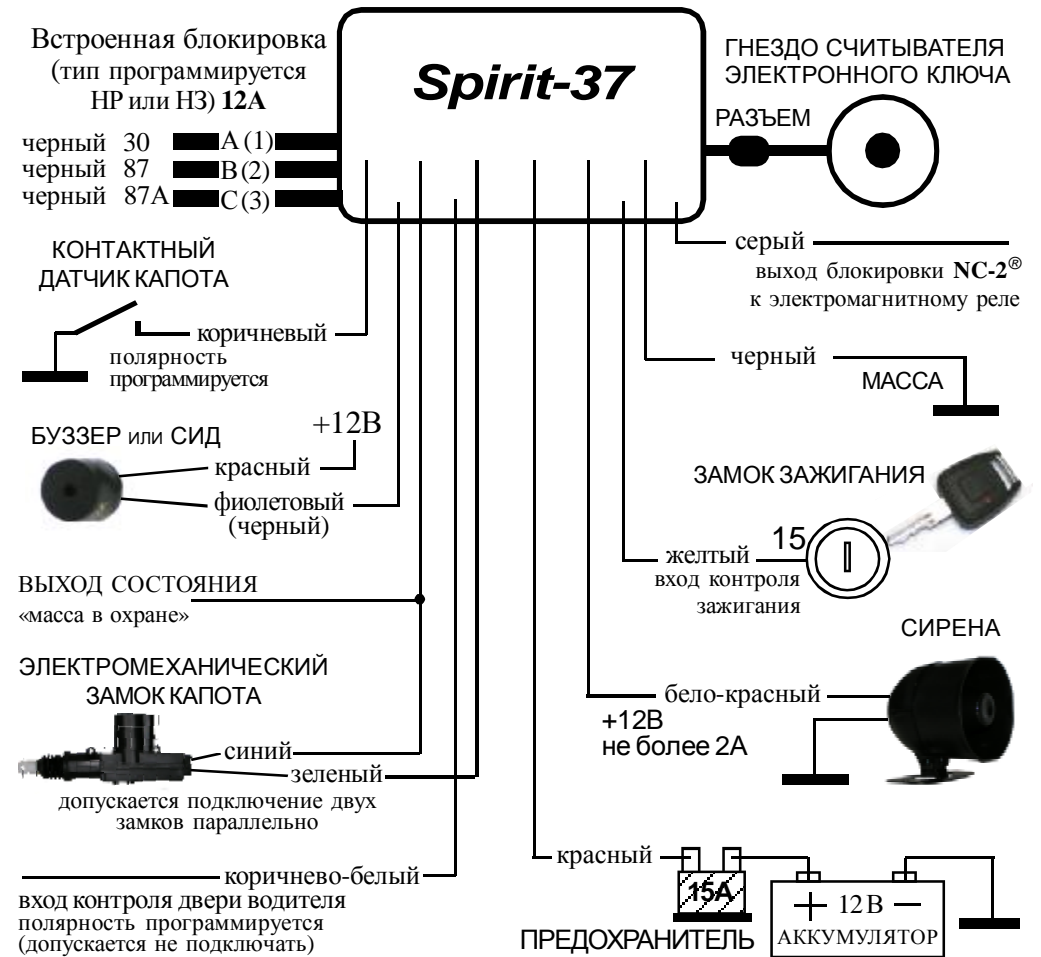 Встроенная блокировка
(тип программируется
НР или НЗ) 12А
черный 30 А (1)
черный 87 В (2)
черный 87А С (3)
Spirit-37
ГНЕЗДО СЧИТЫВАТЕЛЯ
ЭЛЕКТРОННОГО КЛЮЧА
РАЗЪЕМ
КОНТАКТНЫЙ
ДАТЧИК КАПОТА
коричневый
полярность
программируется
серый
выход блокировки NC-2®
к электромагнитному реле
черный
МАССА
БУЗЗЕР или СИД
+12В
красный
фиолетовый
(черный)
ЗАМОК ЗАЖИГАНИЯ
15
желтый
вход контроля
зажигания
ВЫХОД СОСТОЯНИЯ
«масса в охране»
СИРЕНА
бело-красный
+12В
не более 2А
ЭЛЕКТРОМЕХАНИЧЕСКИЙ
ЗАМОК КАПОТА
синий
зеленый
допускается подключение двух
замков параллельно
коричнево-белый
вход контроля двери водителя
полярность программируется
(допускается не подключать)
красный
15А
ПРЕДОХРАНИТЕЛЬ
+ 12 В —
АККУМУЛЯТОР